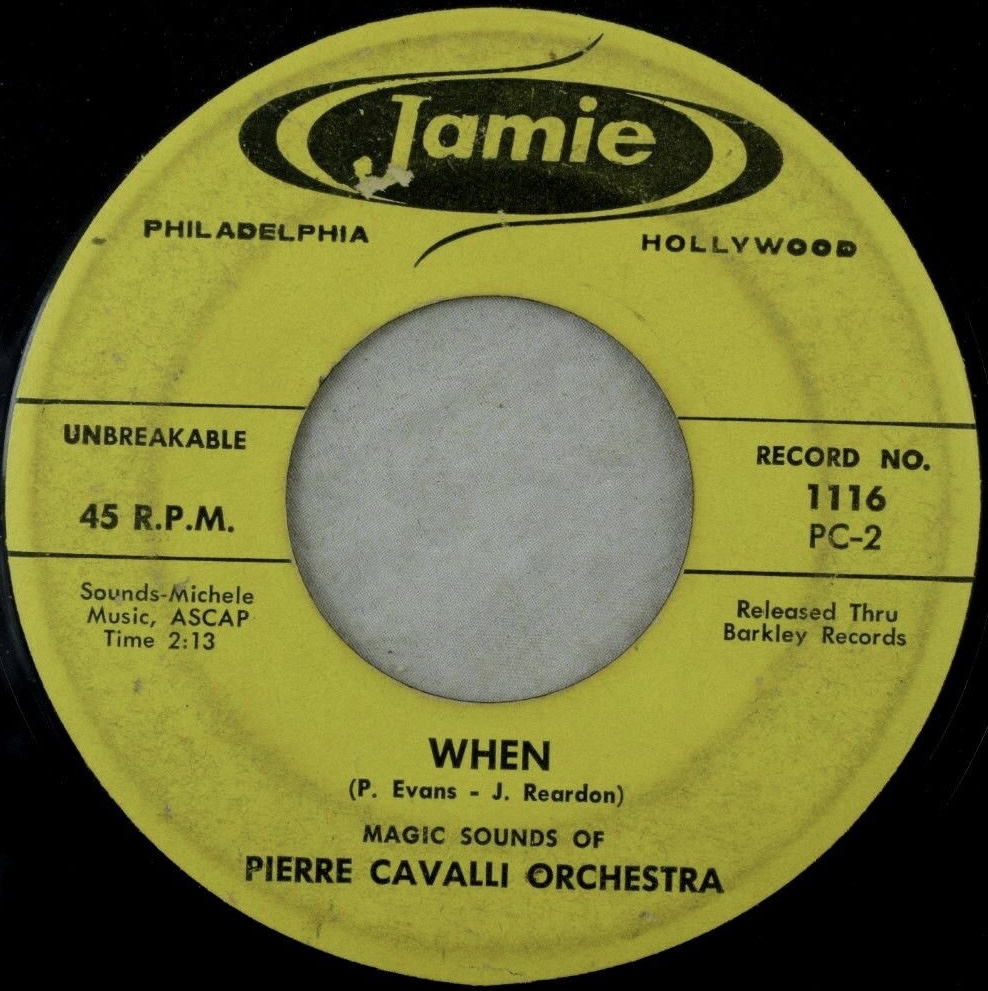 Jamie
PHILADELPHIA
HOLLYWOOD
UNBREAKABLE
45 R.P.M.
RECORD NO.
1116
PC-2
Sounds-Michele
Music, ASCAP
Time 2:13
Released Thru
Barkley Records
WHEN
(P. Evans - J. Reardon)
MAGIC SOUNDS OF
PIERRE CAVALLI ORCHESTRA